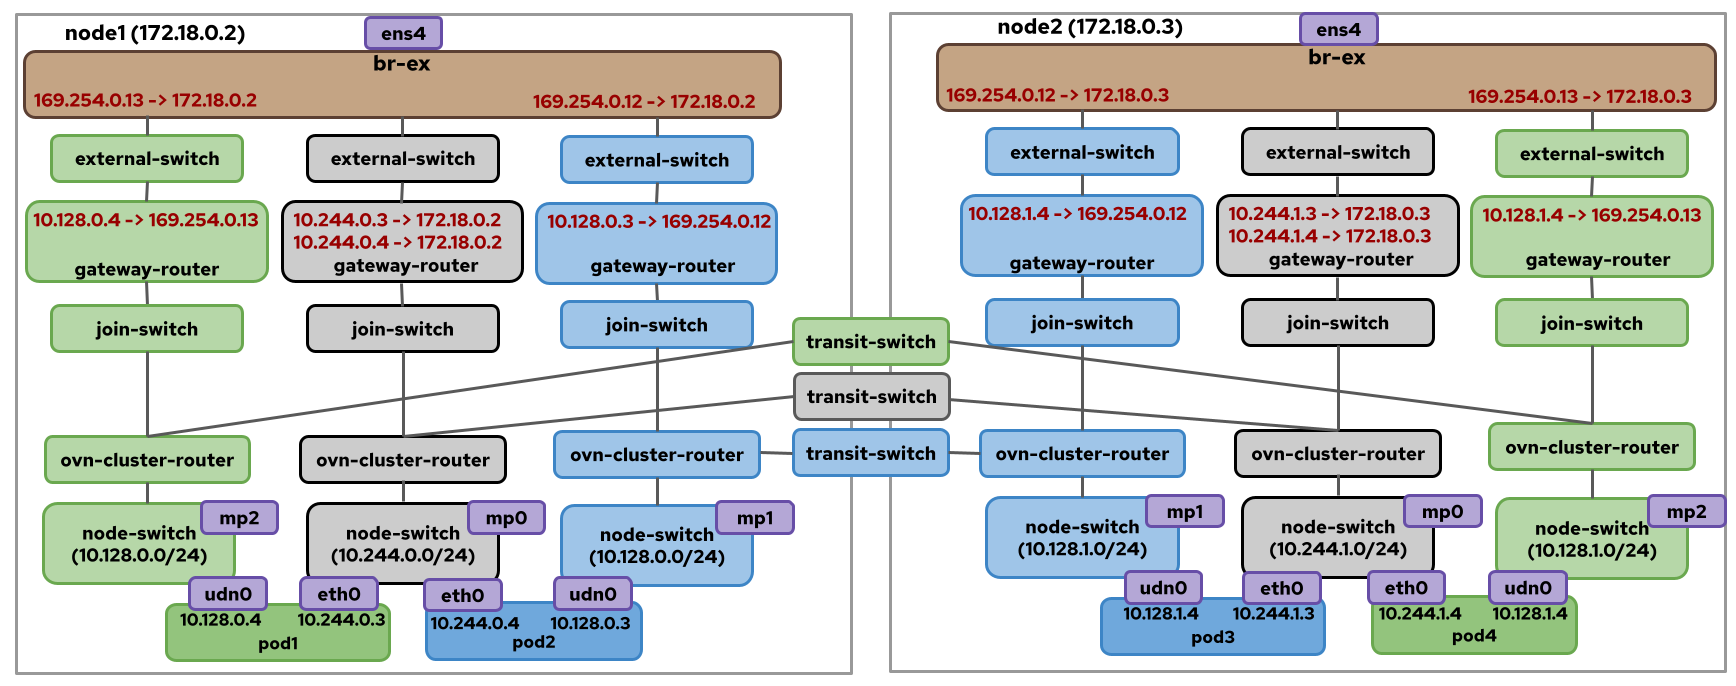 node1 (172.18.0.2)
ens4
br-ex
169.254.0.13 -> 172.18.0.2
169.254.0.12 -> 172.18.0.2
external-switch
external-switch
external-switch
10.128.0.4 -> 169.254.0.13
gateway-router
10.244.0.3 -> 172.18.0.2
10.244.0.4 -> 172.18.0.2
gateway-router
10.128.0.3 -> 169.254.0.12
gateway-router
join-switch
join-switch
join-switch
ovn-cluster-router
ovn-cluster-router
ovn-cluster-router
mp2
node-switch
(10.128.0.0/24)
mp0
node-switch
(10.244.0.0/24)
mp1
node-switch
(10.128.0.0/24)
udn0
eth0
10.128.0.4
10.244.0.3
pod1
eth0
udn0
10.244.0.4
10.128.0.3
pod2
transit-switch
transit-switch
transit-switch
node2 (172.18.0.3)
ens4
br-ex
169.254.0.12 -> 172.18.0.3
169.254.0.13 -> 172.18.0.3
external-switch
external-switch
external-switch
10.128.1.4 -> 169.254.0.12
gateway-router
10.244.1.3 -> 172.18.0.3
10.244.1.4 -> 172.18.0.3
gateway-router
10.128.1.4 -> 169.254.0.13
gateway-router
join-switch
join-switch
join-switch
ovn-cluster-router
ovn-cluster-router
ovn-cluster-router
mp1
node-switch
(10.128.1.0/24)
mp0
node-switch
(10.244.1.0/24)
mp2
node-switch
(10.128.1.0/24)
udn0
eth0
10.128.1.4
10.244.1.3
pod3
eth0
udn0
10.244.1.4
10.128.1.4
pod4